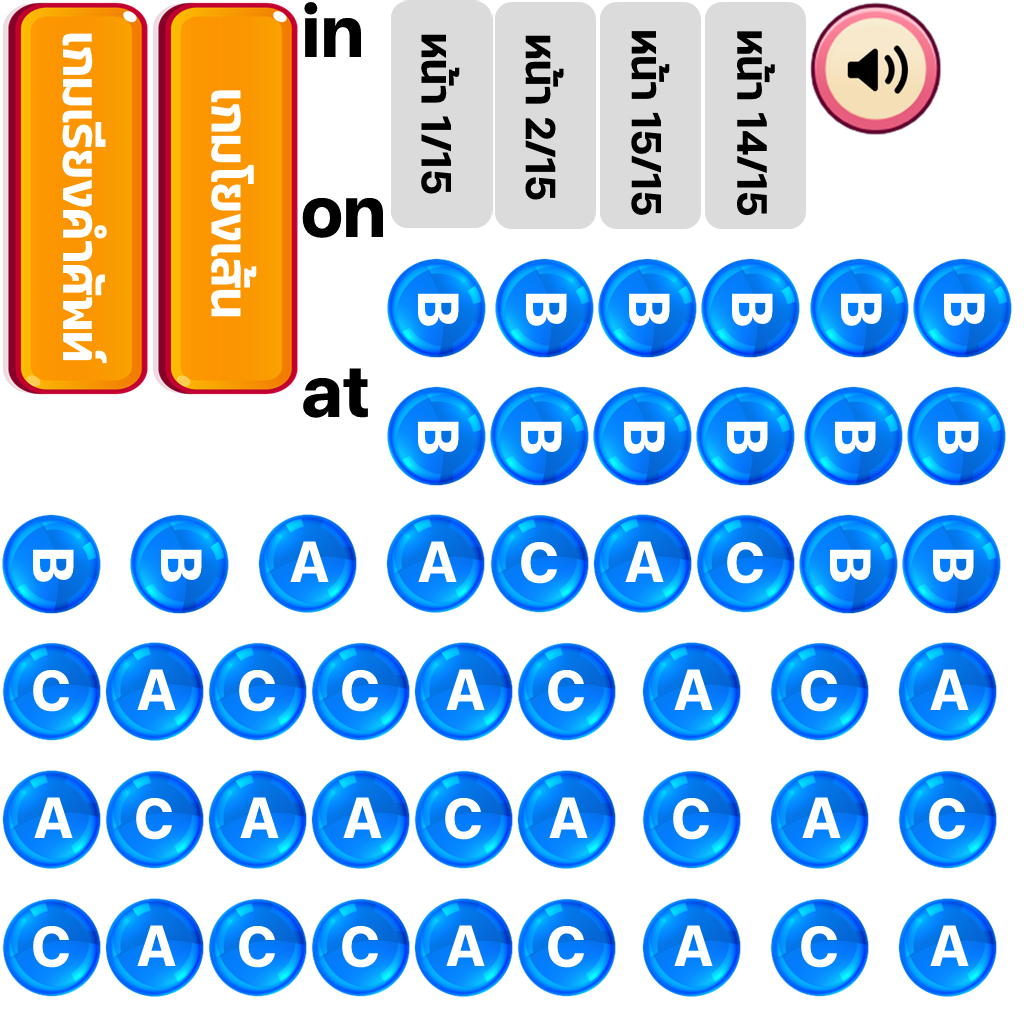 เกมเรียงคำศัพท์
เกมโยงเส้น
in
on
at
หน้า 1/15
หน้า 2/15
หน้า 15/15
หน้า 14/15
B B B B B B
B B B B B B
B B A A C A C B B
C A C C A C A C A
A C A A C A C A C
C A C C A C A C A